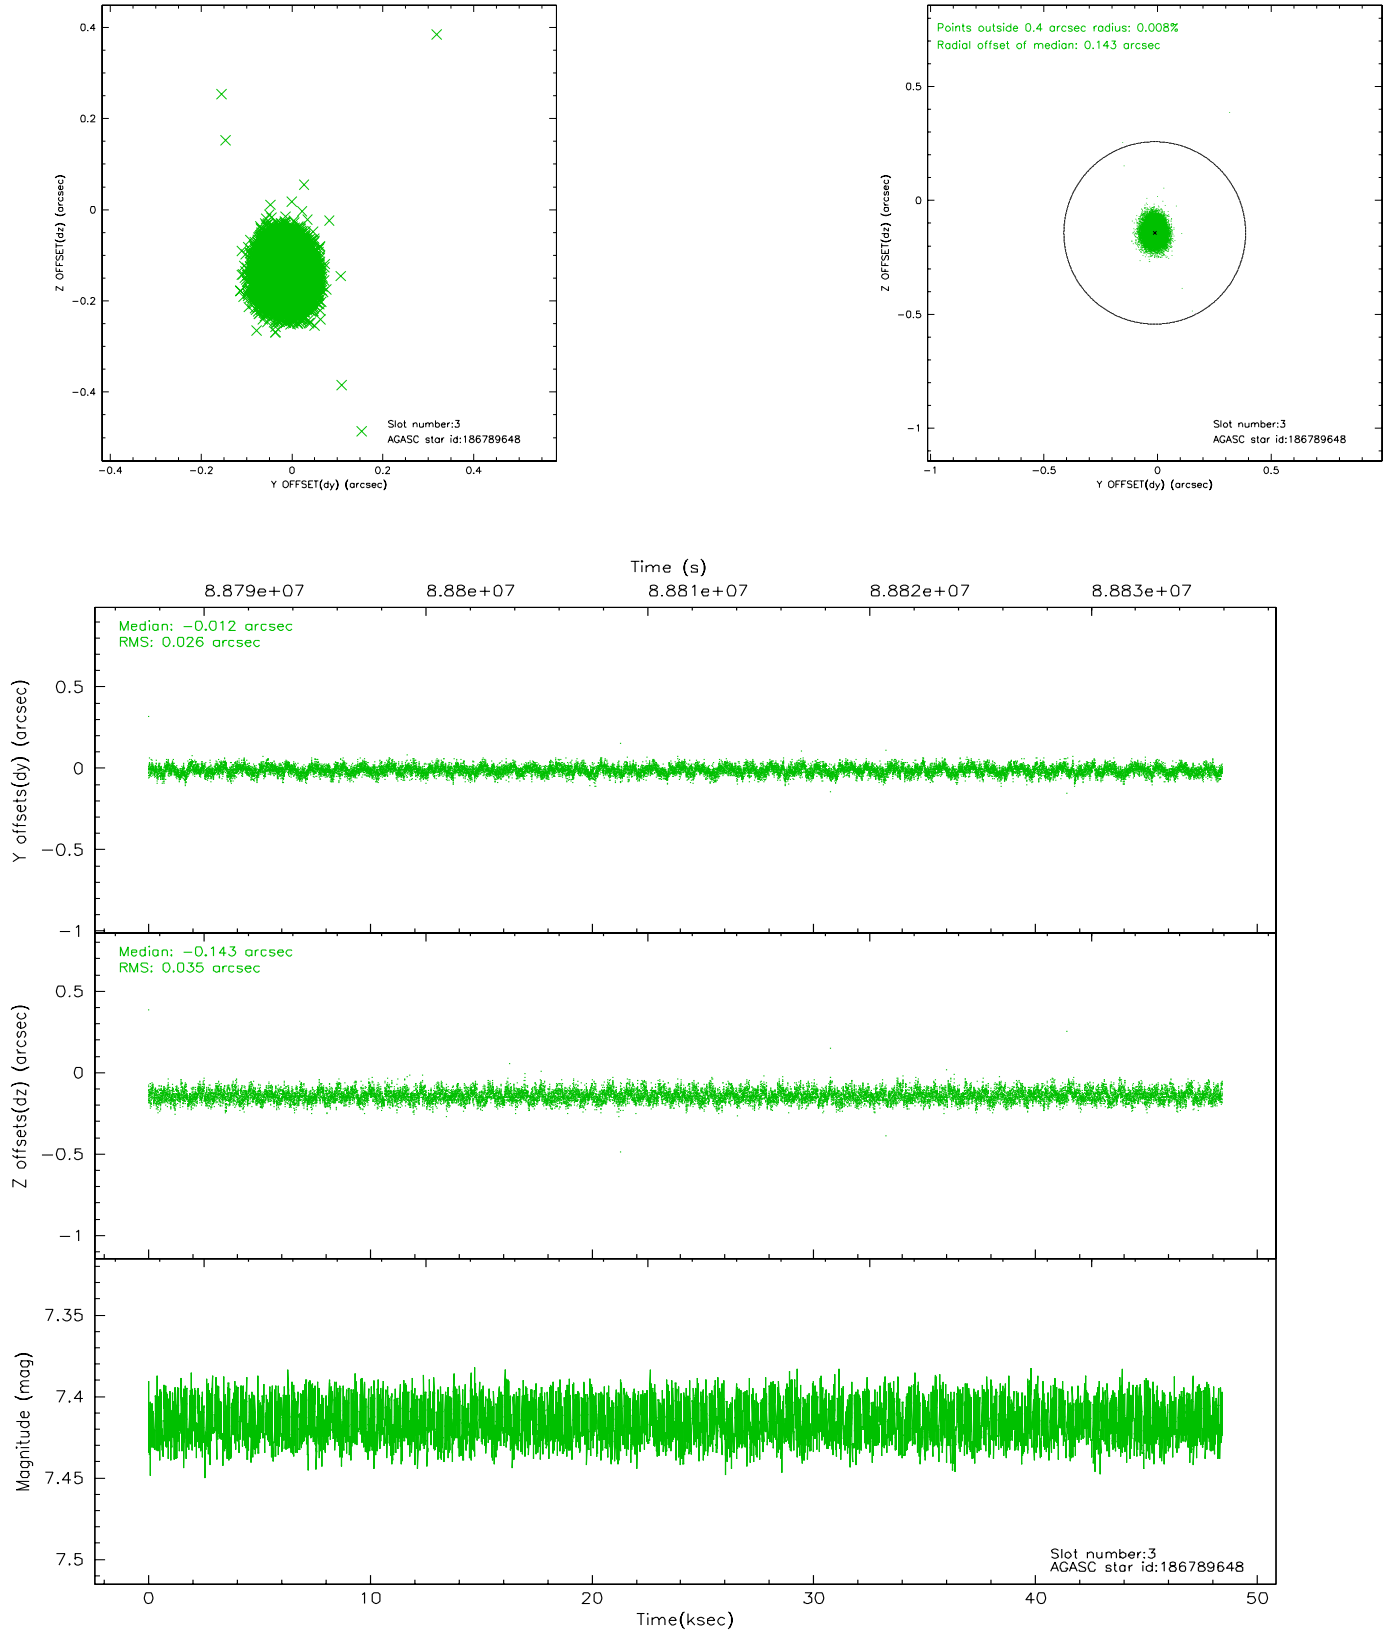 0.4
0.2
0
−0.2
−0.4
Z OFFSET(dz) (arcsec)
−0.4 −0.2 0 0.2 0.4
Y OFFSET(dy) (arcsec)
Slot number:3
AGASC star id:186789648
Points outside 0.4 arcsec radius: 0.008%
Radial offset of median: 0.143 arcsec
0.5
0
−0.5
−1
Z OFFSET(dz) (arcsec)
−1 −0.5 0 0.5
Y OFFSET(dy) (arcsec)
Slot number:3
AGASC star id:186789648
Time (s)
8.879e+07 8.88e+07 8.881e+07 8.882e+07 8.883e+07
Median: −0.012 arcsec
RMS: 0.026 arcsec
0.5
0
−0.5
−1
Y offsets(dy) (arcsec)
Median: −0.143 arcsec
RMS: 0.035 arcsec
0.5
0
−0.5
−1
Z offsets(dz) (arcsec)
7.35
7.4
7.45
7.5
Magnitude (mag)
Slot number:3
AGASC star id:186789648
0 10 20 30 40 50
Time(ksec)